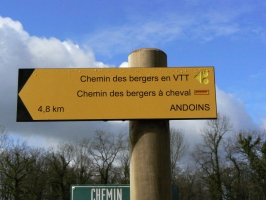 Chemin des bergers en VTT
Chemin des bergers à cheval
4,8 km ANDOINS
CHEMIN